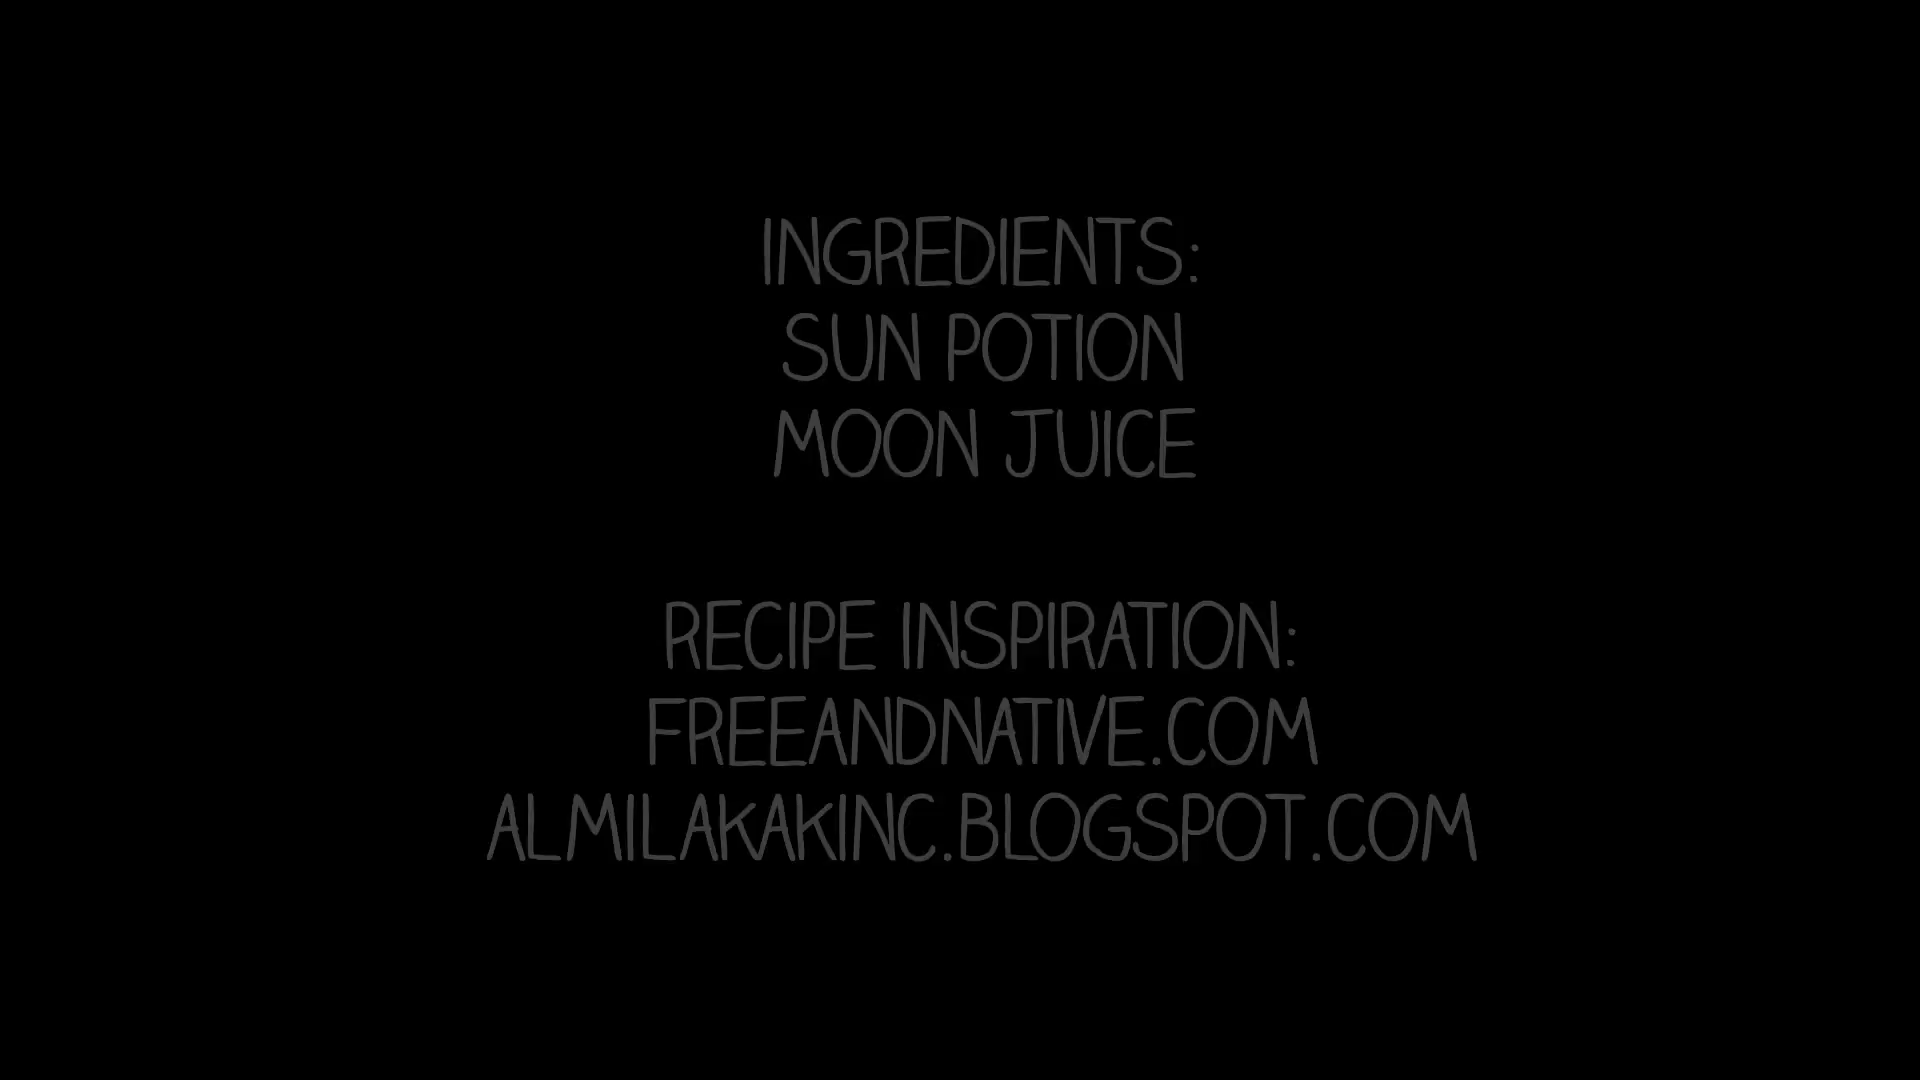 INGREDIENTS:
SUN POTION
MOON JUICE
RECIPE INSPIRATION:
FREEANDNATIVE.COM
ALMILAKAKINC.BLOGSPOT.COM